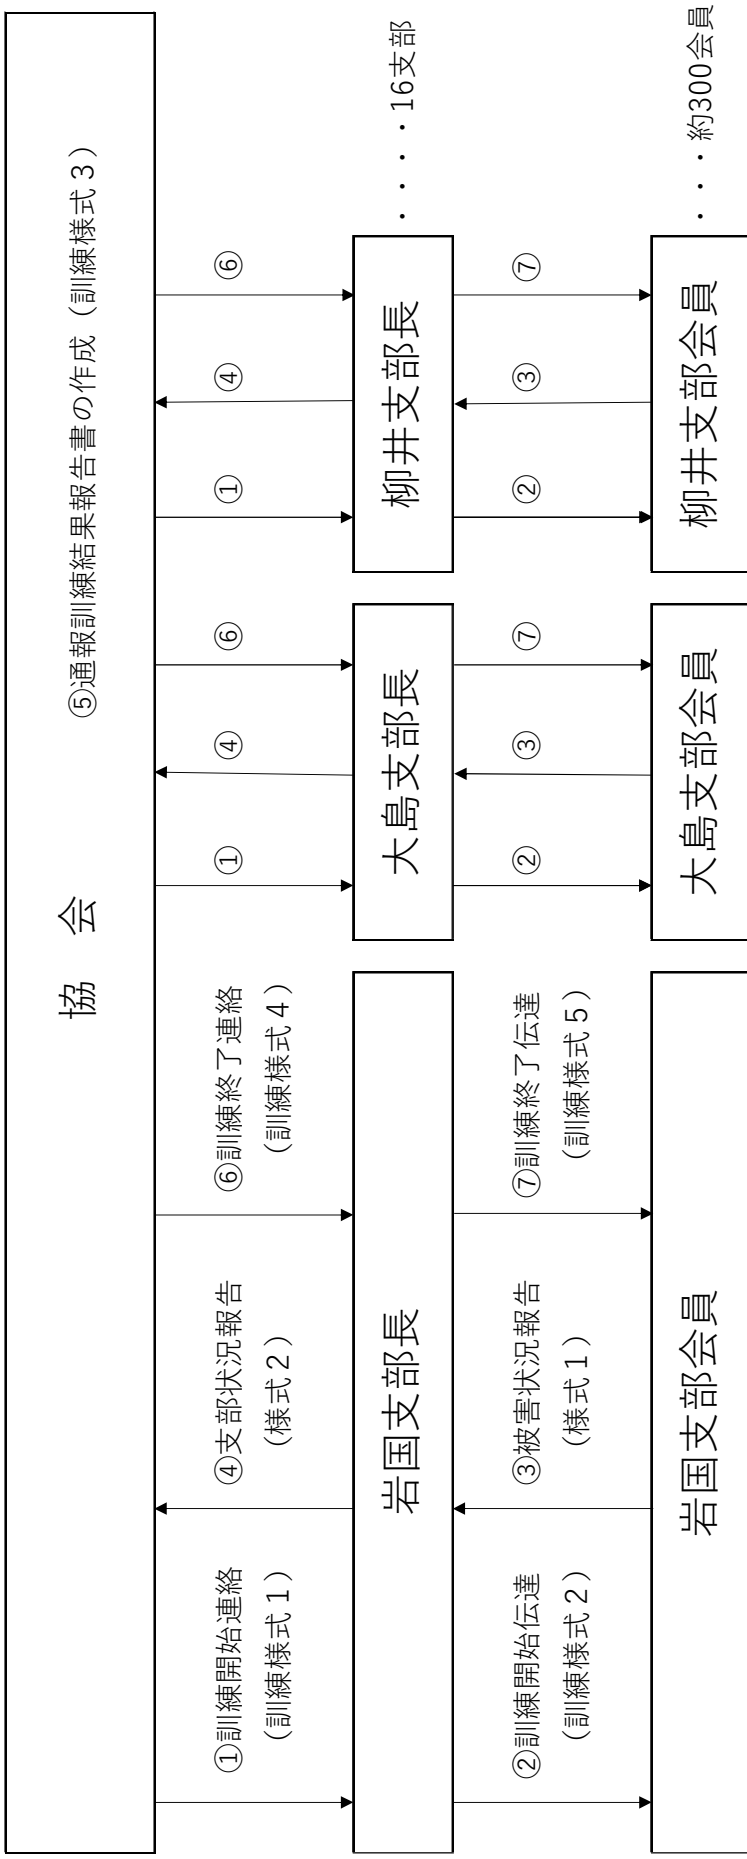 協　会
⑤通報訓練結果報告書の作成（訓練様式３）
①訓練開始連絡
（訓練様式１）
④支部状況報告
（様式２）
⑥訓練終了連絡
（訓練様式４）
①
④
⑥
①
④
⑥
岩国支部長
大島支部長
柳井支部長
・・・・・16支部
②訓練開始伝達
（訓練様式２）
③被害状況報告
（様式１）
⑦訓練終了伝達
（訓練様式５）
②
③
⑦
②
③
⑦
岩国支部会員
大島支部会員
柳井支部会員
・・・約300会員